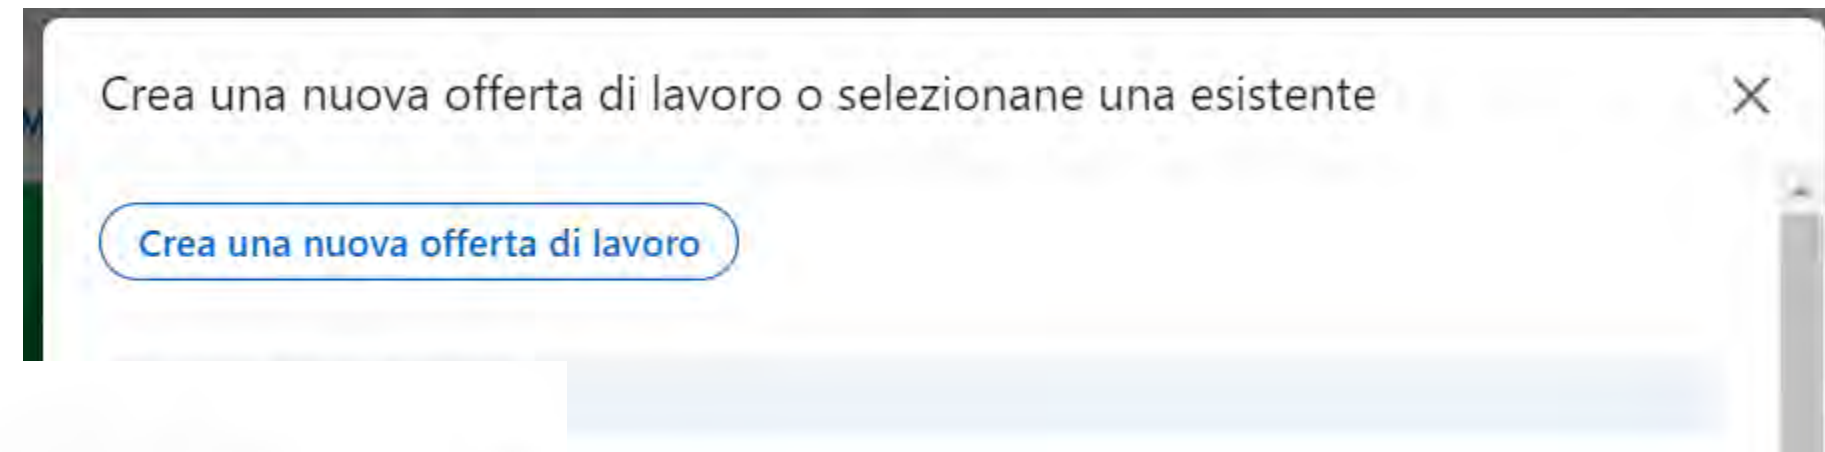 Crea una nuova offerta di lavoro o selezionane una esistente
Crea una nuova offerta di lavoro